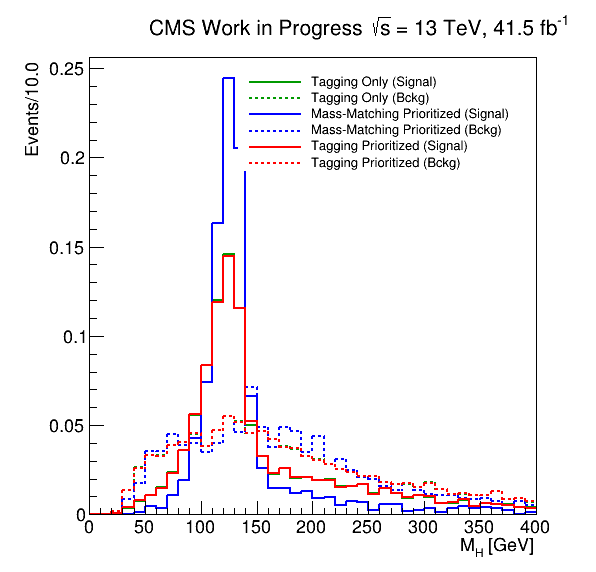 CMS Work in Progress √s = 13 TeV, 41.5 fb⁻¹
Events/10.0
0.25
0.2
0.15
0.1
0.05
0
Tagging Only (Signal)
Tagging Only (Bckg)
Mass-Matching Prioritized (Signal)
Mass-Matching Prioritized (Bckg)
Tagging Prioritized (Signal)
Tagging Prioritized (Bckg)
0 50 100 150 200 250 300 350 400
M_H [GeV]